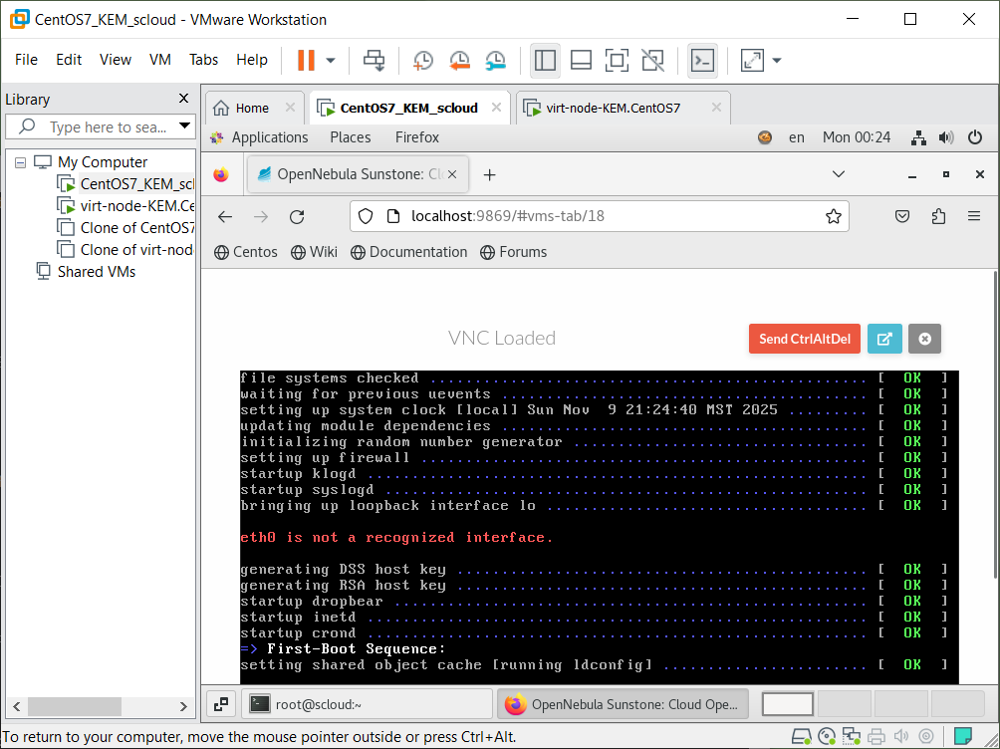 CentOS7_KEM_scloud - VMware Workstation
File Edit View VM Tabs Help
Library
Type here to sea...
My Computer
CentOS7_KEM_scl
virt-node-KEM.Ce
Clone of CentOS7
Clone of virt-nod
Shared VMs
Home
CentOS7_KEM_scloud
virt-node-KEM.CentOS7
Applications Places Firefox en Mon 00:24
OpenNebula Sunstone: Clo
localhost:9869/#vms-tab/18
Centos Wiki Documentation Forums
VNC Loaded
Send CtrlAltDel
file systems checked ................................................. [ OK ]
waiting for previous uevents ......................................... [ OK ]
setting up system clock [local] Sun Nov  9 21:24:40 MST 2025 ......... [ OK ]
updating module dependencies ......................................... [ OK ]
initializing random number generator ................................. [ OK ]
setting up firewall .................................................. [ OK ]
startup klogd ........................................................ [ OK ]
startup syslogd ...................................................... [ OK ]
bringing up loopback interface lo .................................... [ OK ]
eth0 is not a recognized interface.
generating DSS host key .............................................. [ OK ]
generating RSA host key .............................................. [ OK ]
startup dropbear ..................................................... [ OK ]
startup inetd ........................................................ [ OK ]
startup crond ........................................................ [ OK ]
=> First-Boot Sequence:
setting shared object cache [running ldconfig] ....................... [ OK ]
root@scloud:~
OpenNebula Sunstone: Cloud Ope...
To return to your computer, move the mouse pointer outside or press Ctrl+Alt.